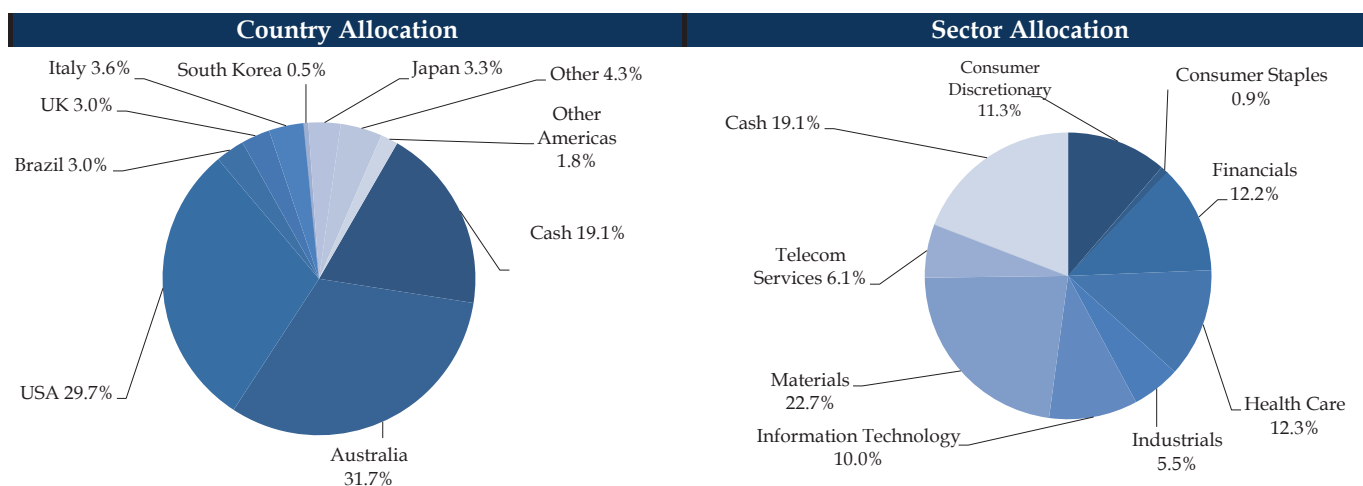 Country Allocation
Italy 3.6%
South Korea 0.5%
Japan 3.3%
Other 4.3%
UK 3.0%
Other
Americas
1.8%
Brazil 3.0%
Cash 19.1%
USA 29.7%
Australia
31.7%
Sector Allocation
Consumer
Discretionary
11.3%
Consumer Staples
0.9%
Cash 19.1%
Financials
12.2%
Telecom
Services 6.1%
Materials
22.7%
Health Care
12.3%
Information Technology
10.0%
Industrials
5.5%